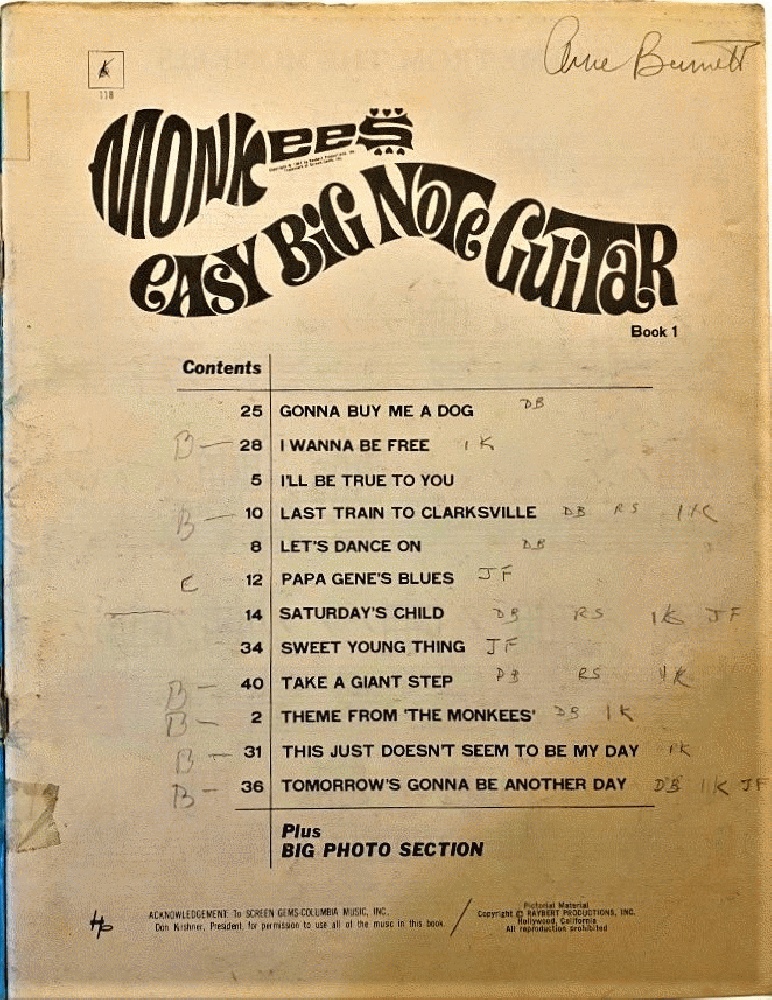 K
118
MONKEES
EASY BIG NOTE GUITAR
Book 1
Contents
25 GONNA BUY ME A DOG DB
B — 28 I WANNA BE FREE IK
5 I'LL BE TRUE TO YOU
B — 10 LAST TRAIN TO CLARKSVILLE DB RS
8 LET'S DANCE ON DB
12 PAPA GENE'S BLUES JF
14 SATURDAY'S CHILD DB RS IK JF
34 SWEET YOUNG THING JF
B — 40 TAKE A GIANT STEP DB RS
B — 2 THEME FROM 'THE MONKEES' DB IK
B — 31 THIS JUST DOESN'T SEEM TO BE MY DAY
B — 36 TOMORROW'S GONNA BE ANOTHER DAY DB JF
Plus
BIG PHOTO SECTION
ACKNOWLEDGEMENT: To SCREEN GEMS-COLUMBIA MUSIC, INC.
Don Kirshner, President, for permission to use all of the music in this book
Pictorial Material
Copyright © RAYBERT PRODUCTIONS, INC.
Hollywood, California
All reproduction prohibited